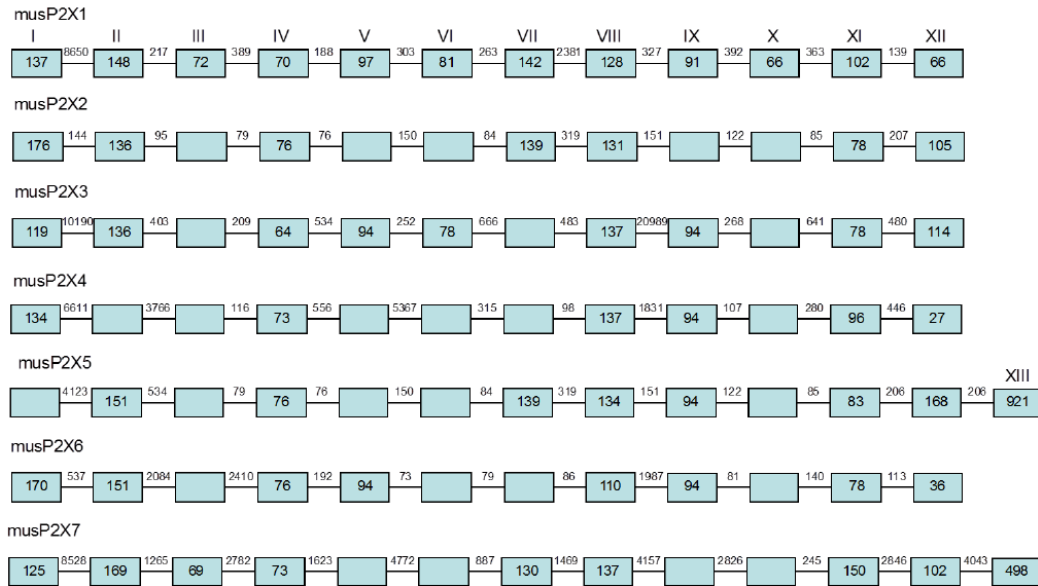 musP2X1
I II III IV V VI VII VIII IX X XI XII
137 8650 148 217 72 389 70 188 97 303 81 263 142 2381 128 327 91 392 66 363 102 139 66
musP2X2
176 144 136 95 79 76 76 150 84 139 319 131 151 122 85 78 207 105
musP2X3
119 10190 136 403 209 64 534 94 252 78 666 483 137 20989 94 268 641 78 480 114
musP2X4
134 6611 3766 116 73 556 5367 315 98 137 1831 94 107 280 96 446 27
musP2X5
XIII
4123 151 534 79 76 76 150 84 139 319 134 151 94 122 85 83 206 168 206 921
musP2X6
170 537 151 2084 2410 76 192 94 73 79 86 110 1987 94 81 140 78 113 36
musP2X7
125 8528 169 1265 69 2782 73 1623 4772 887 130 1469 137 4157 2826 245 150 2846 102 4043 498